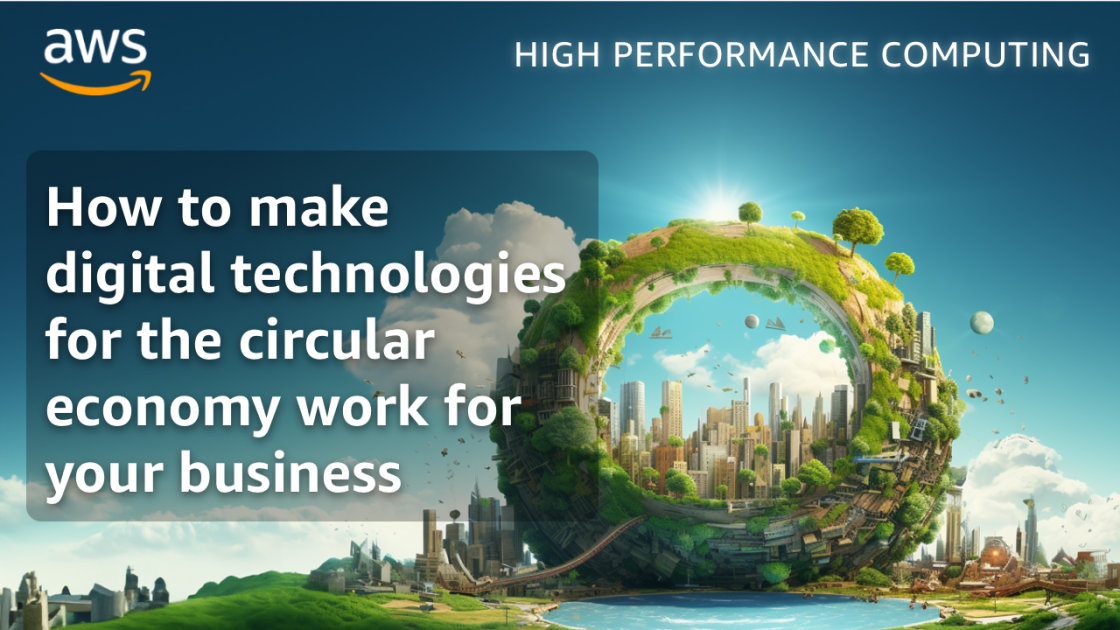 aws
HIGH PERFORMANCE COMPUTING
How to make
digital technologies
for the circular
economy work for
your business